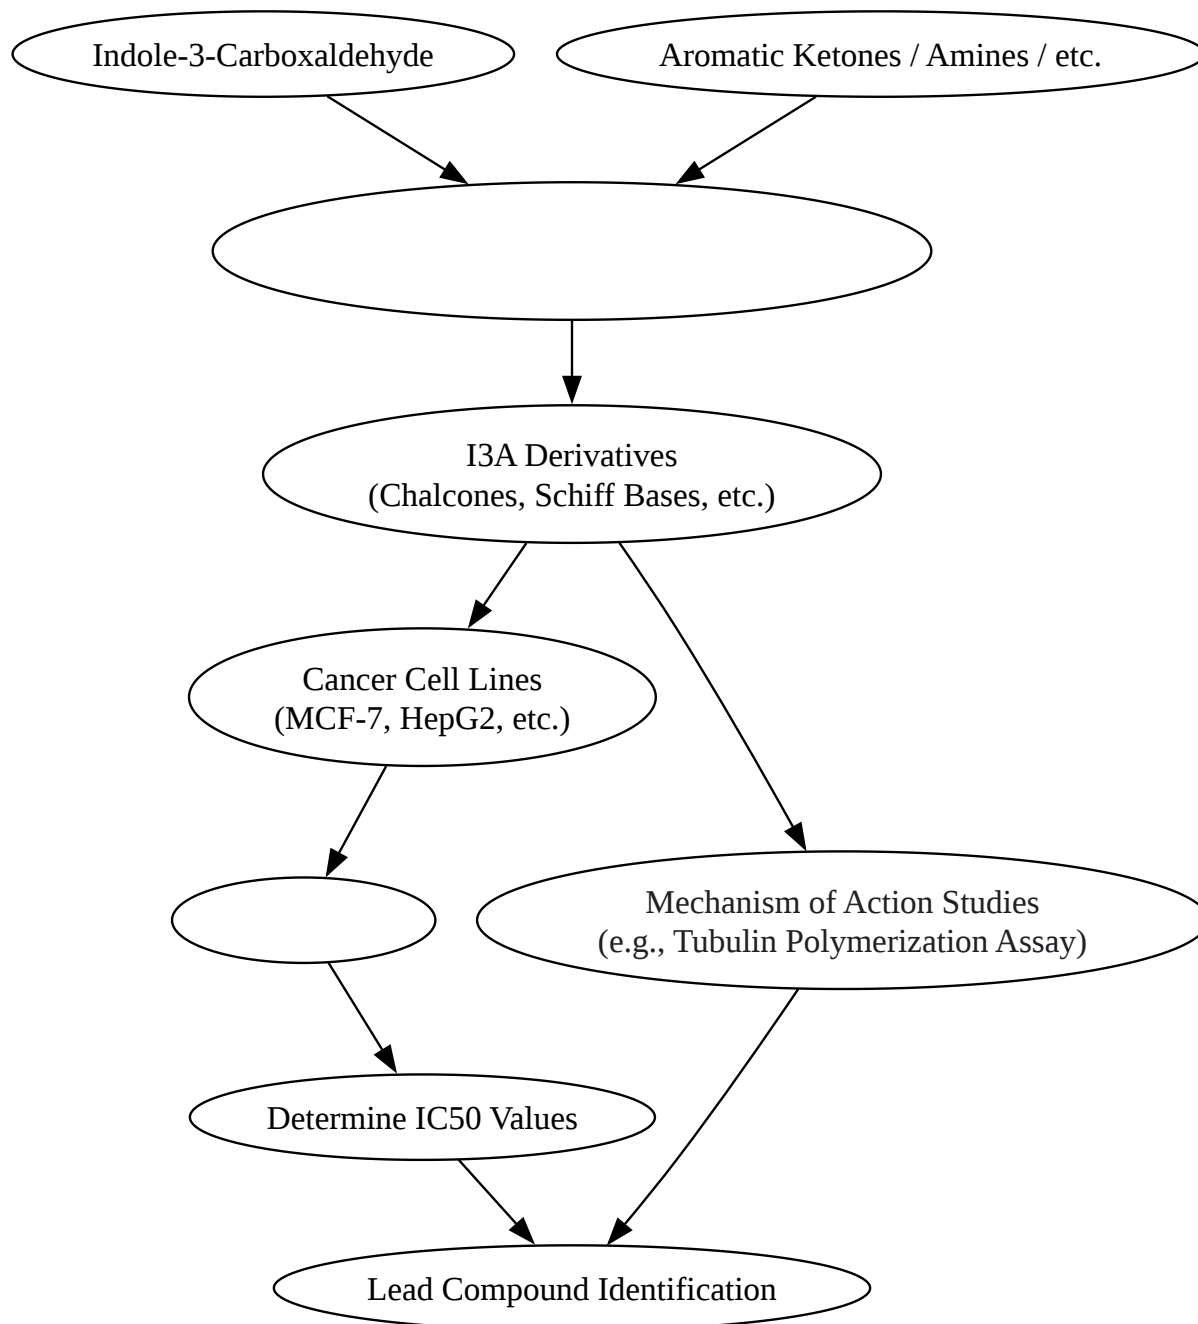 Indole-3-Carboxaldehyde
Aromatic Ketones / Amines / etc.
I3A Derivatives
(Chalcones, Schiff Bases, etc.)
Cancer Cell Lines
(MCF-7, HepG2, etc.)
Mechanism of Action Studies
(e.g., Tubulin Polymerization Assay)
Determine IC50 Values
Lead Compound Identification